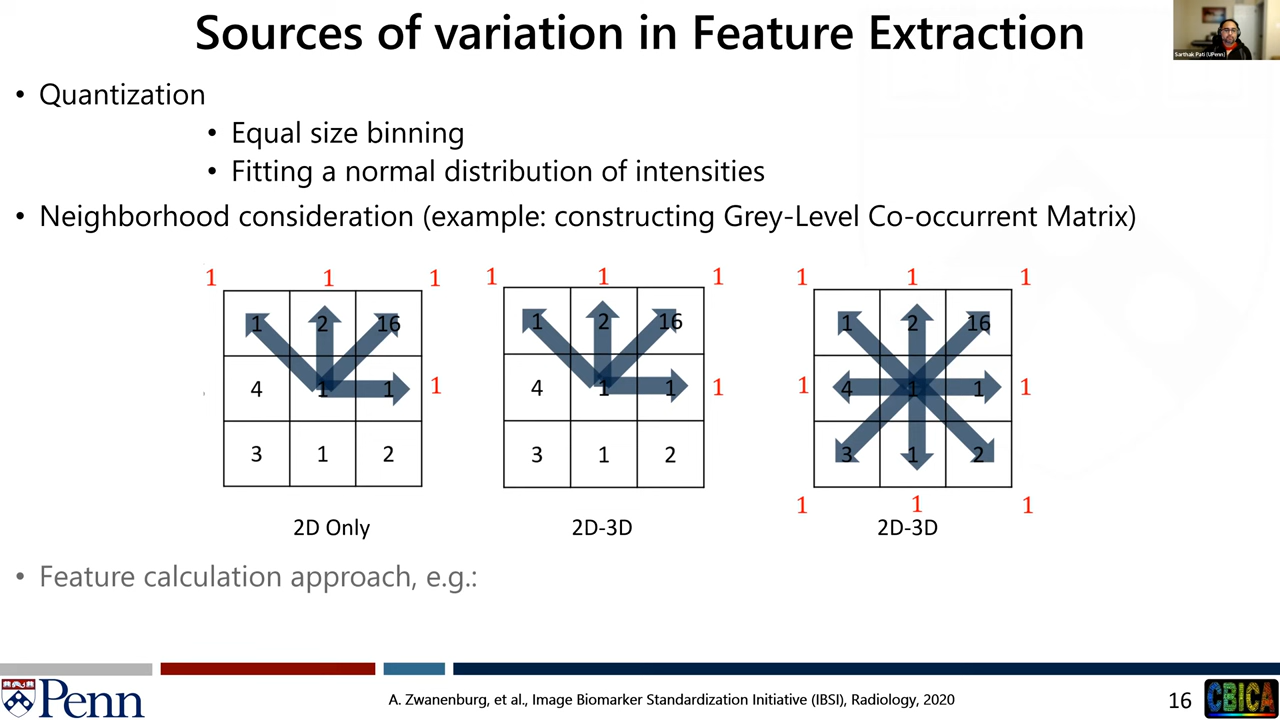 Sources of variation in Feature Extraction
Sarthak Pati (UPenn)
• Quantization
• Equal size binning
• Fitting a normal distribution of intensities
• Neighborhood consideration (example: constructing Grey-Level Co-occurrent Matrix)
1 1 1 1 1 1 1 1 1
1 2 16 1 2 16 1 2 16
4 1 1 1 4 1 1 1 1 4 1 1 1
3 1 2 3 1 2 3 1 2
1 1 1
2D Only 2D-3D 2D-3D
• Feature calculation approach, e.g.:
Penn
A. Zwanenburg, et al., Image Biomarker Standardization Initiative (IBSI), Radiology, 2020
16
CBICA